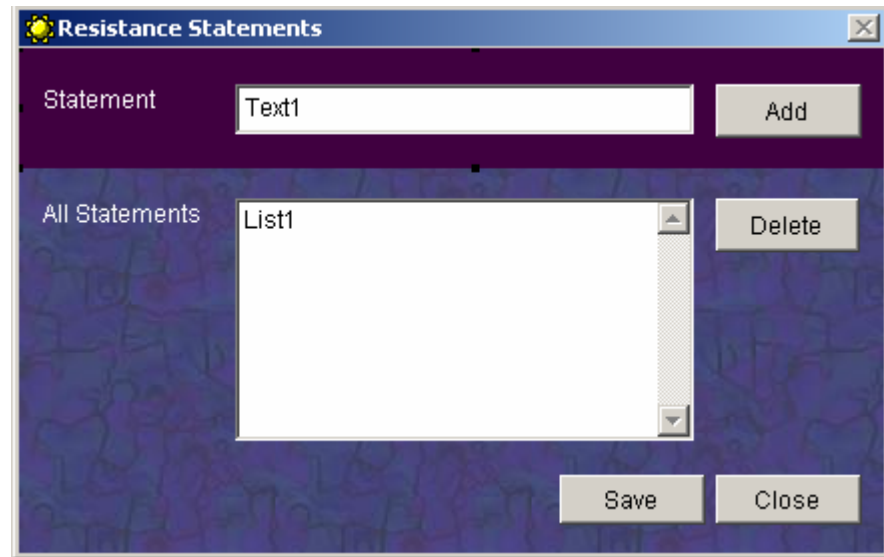 Resistance Statements
Statement
Text1
Add
All Statements
List1
Delete
Save
Close